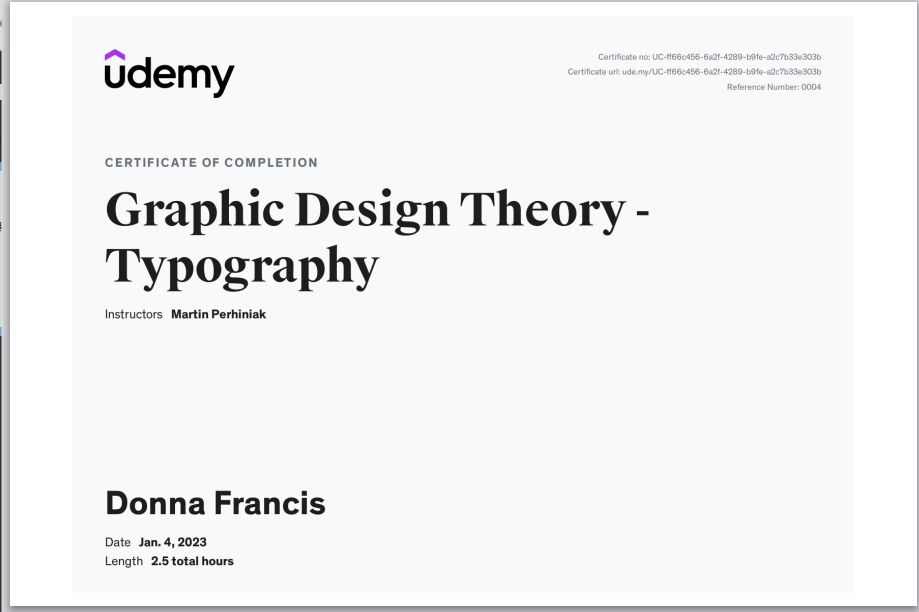 udemy
Certificate no: UC-ff66c456-6a2f-4289-b9fe-a2c7b33e303b
Certificate url: ude.my/UC-ff66c456-6a2f-4289-b9fe-a2c7b33e303b
Reference Number: 0004
CERTIFICATE OF COMPLETION
Graphic Design Theory -
Typography
Instructors Martin Perhiniak
Donna Francis
Date Jan. 4, 2023
Length 2.5 total hours